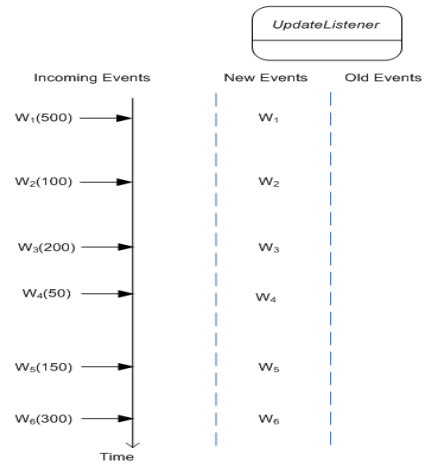 UpdateListener
Incoming Events New Events Old Events
W₁(500) W₁
W₂(100) W₂
W₃(200) W₃
W₄(50) W₄
W₅(150) W₅
W₆(300) W₆
Time